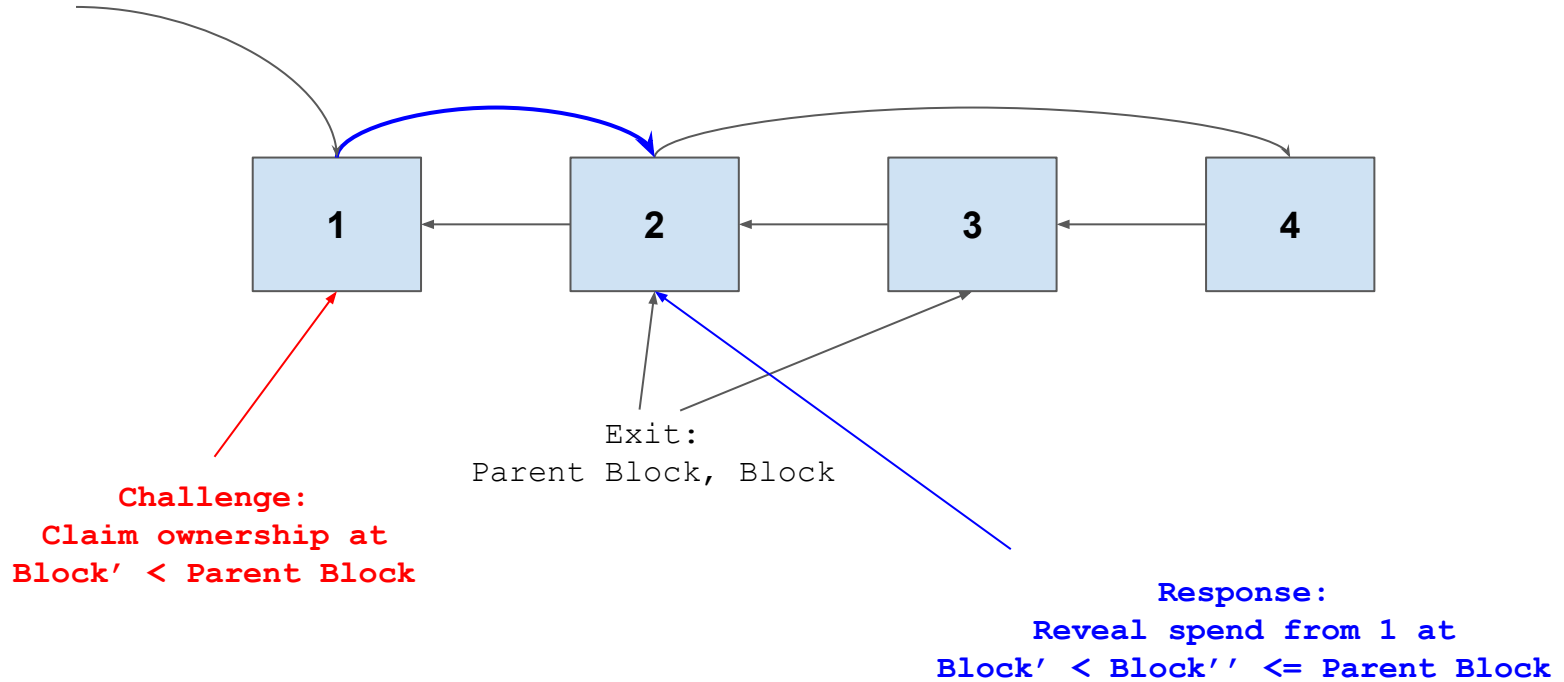 1
2
3
4
Exit:
Parent Block, Block
Challenge:
Claim ownership at
Block′ < Parent Block
Response:
Reveal spend from 1 at
Block′ < Block′′ <= Parent Block